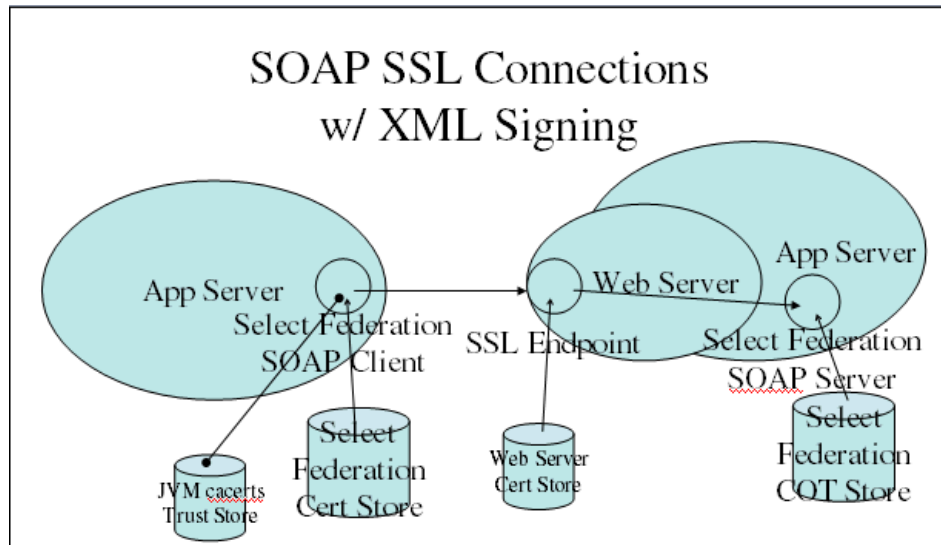 SOAP SSL Connections
w/ XML Signing
App Server
Select Federation
SOAP Client
SSL Endpoint
Web Server
App Server
Select Federation
SOAP Server
JVM cacerts
Trust Store
Select
Federation
Cert Store
Web Server
Cert Store
Select
Federation
COT Store